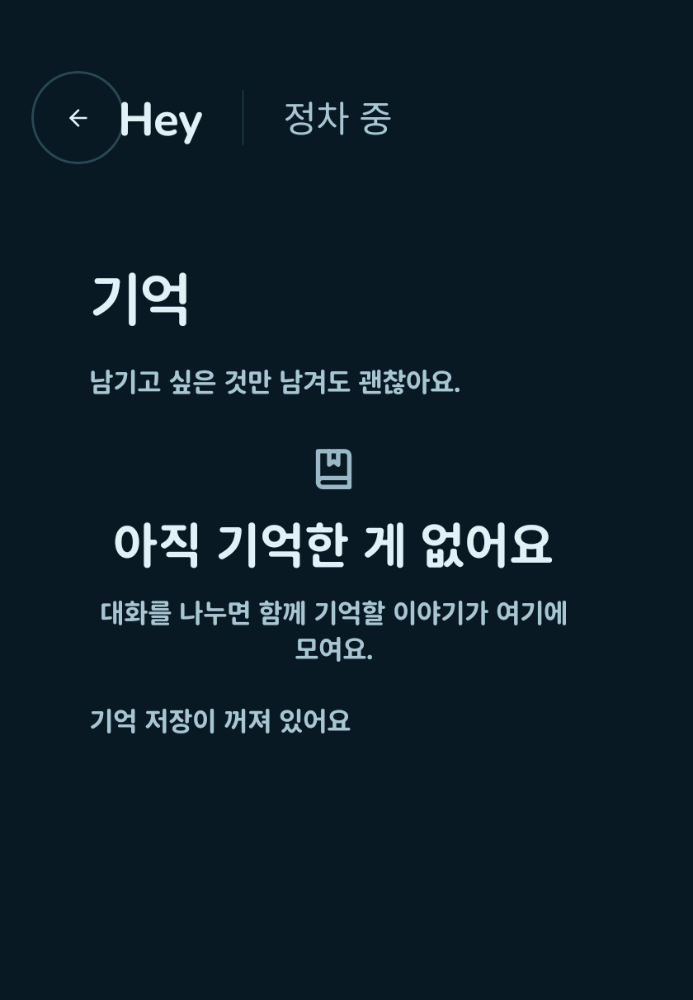 Hey 정차 중
기억
남기고 싶은 것만 남겨도 괜찮아요.
아직 기억한 게 없어요
대화를 나누면 함께 기억할 이야기가 여기에
모여요.
기억 저장이 꺼져 있어요